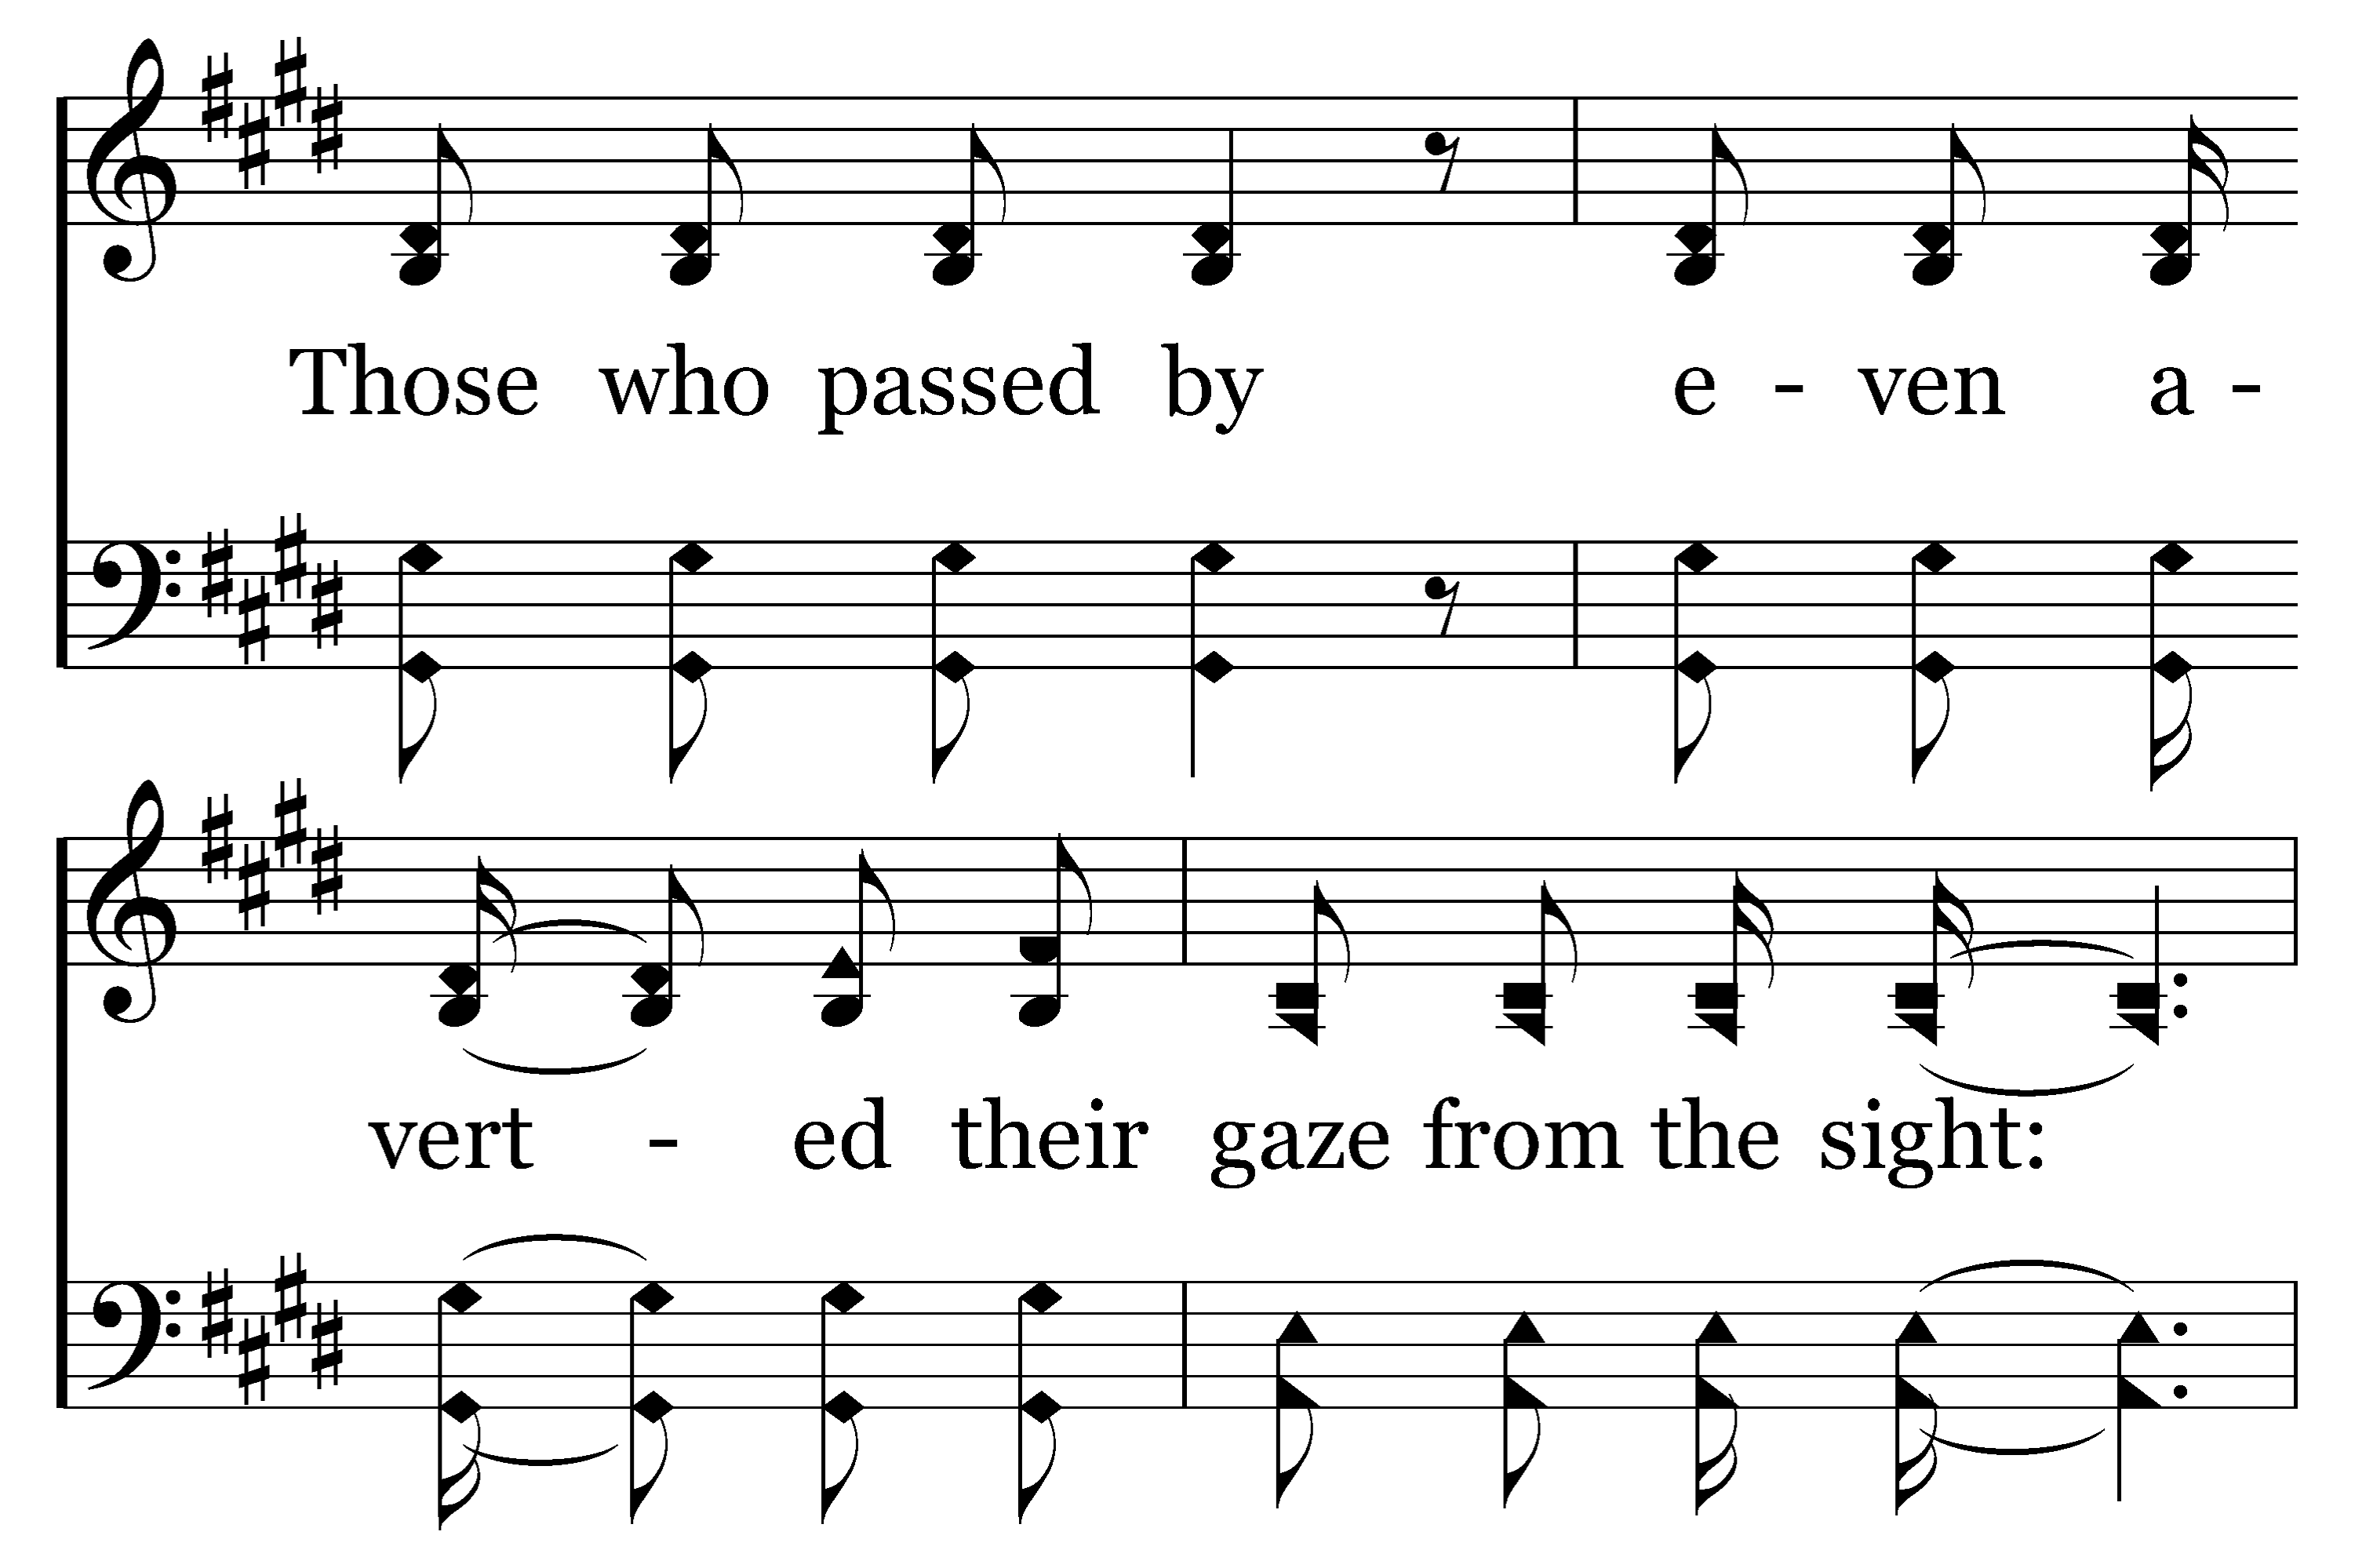 Those who passed by e - ven a -
vert - ed their gaze from the sight: